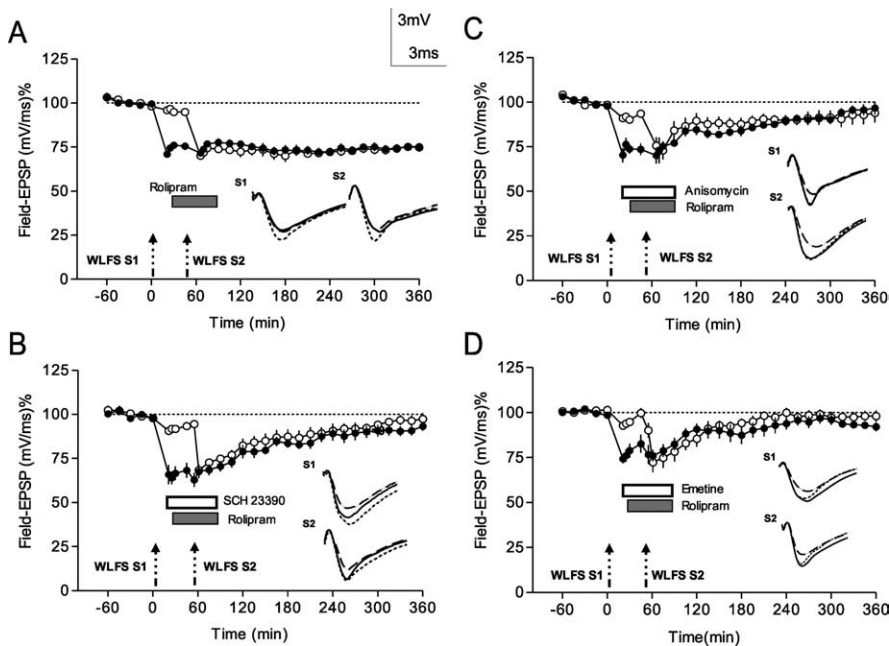 A
3mV
3ms
Field-EPSP (mV/ms)%
125
100
75
50
25
0
Rolipram
S1
S2
WLFS S1
WLFS S2
-60 0 60 120 180 240 300 360
Time (min)
C
Field-EPSP (mV/ms)%
125
100
75
50
25
0
Anisomycin
Rolipram
S1
S2
WLFS S1
WLFS S2
-60 0 60 120 180 240 300 360
Time (min)
B
Field-EPSP (mV/ms)%
125
100
75
50
25
0
SCH 23390
Rolipram
S1
S2
WLFS S1
WLFS S2
-60 0 60 120 180 240 300 360
Time (min)
D
Field-EPSP (mV/ms)%
125
100
75
50
25
0
Emetine
Rolipram
S1
S2
WLFS S1
WLFS S2
-60 0 60 120 180 240 300 360
Time(min)